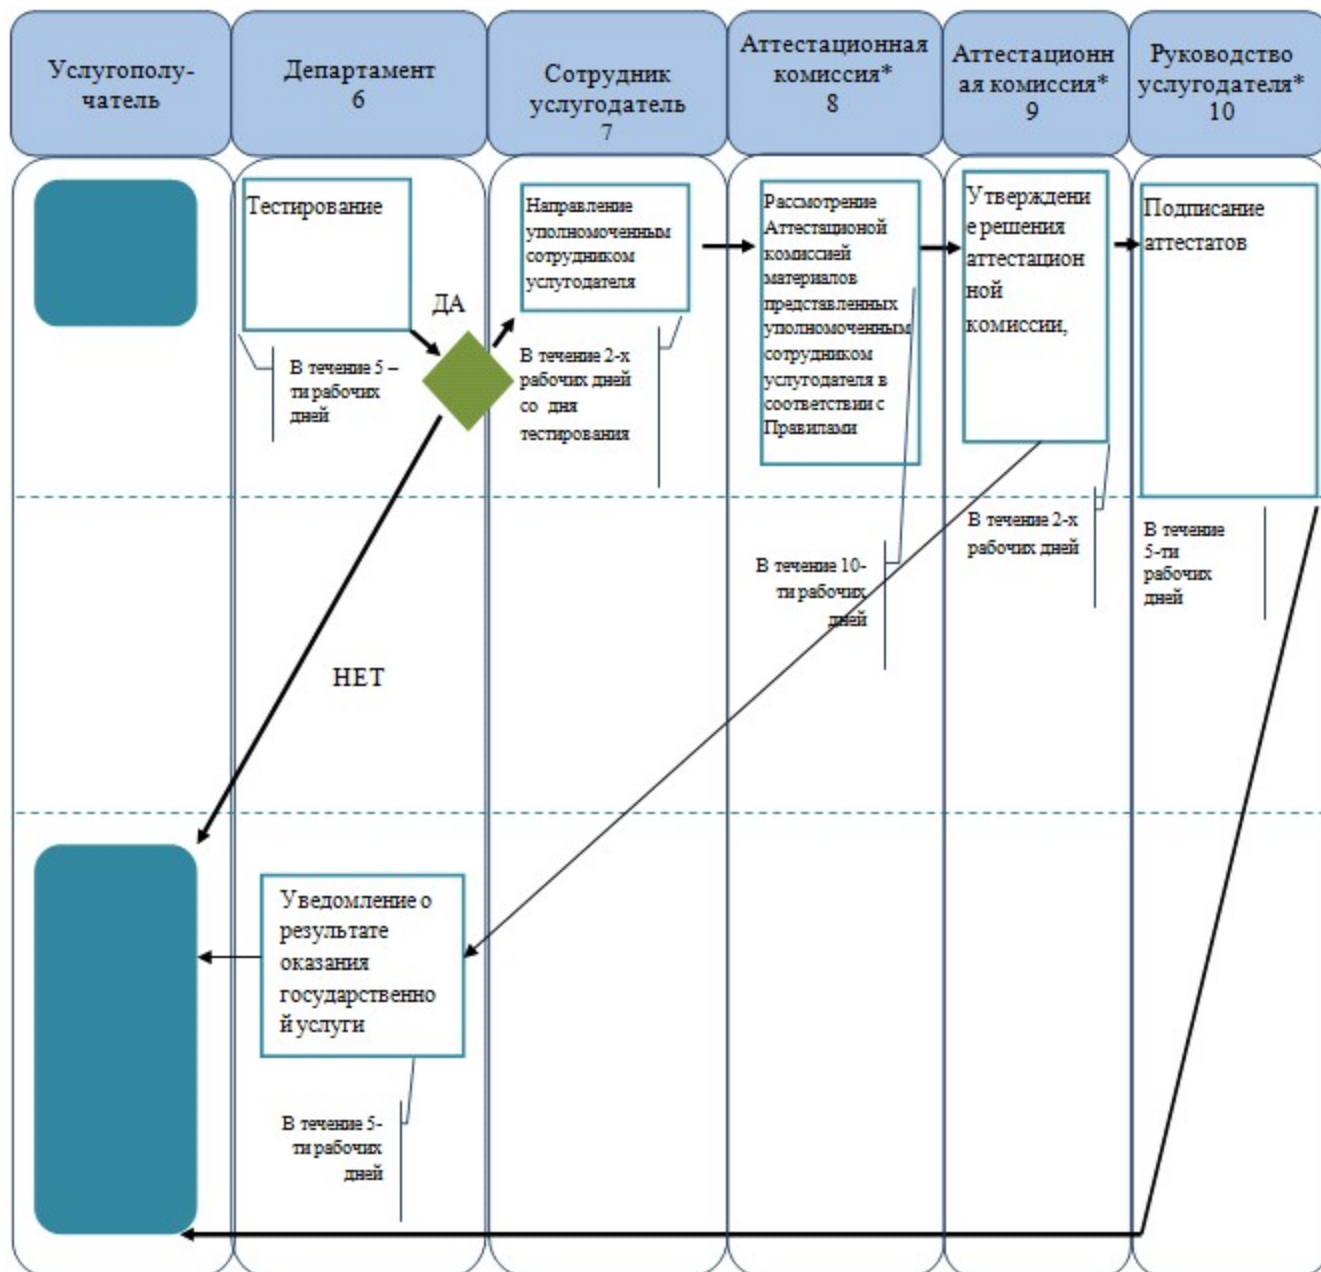 Услугополу-
чатель
Департамент
6
Сотрудник
услугодатель
7
Аттестационная
комиссия*
8
Аттестационн
ая комиссия*
9
Руководство
услугодателя*
10
Тестирование
ДА
В течение 5 –
ти рабочих
дней
Направление
уполномоченным
сотрудником
услугодателя
В течение 2-х
рабочих дней
со дня
тестирования
Рассмотрение
Аттестационой
комиссией
материалов
представленных
уполномоченным
сотрудником
услугодателя в
соответствии с
Правилами
В течение 10-
ти рабочих
дней
Утверждени
е решения
аттестацион
ной
комиссии,
В течение 2-х
рабочих дней
Подписание
аттестатов
В течение
5-ти
рабочих
дней
НЕТ
Уведомление о
результате
оказания
государственно
й услуги
В течение 5-
ти рабочих
дней